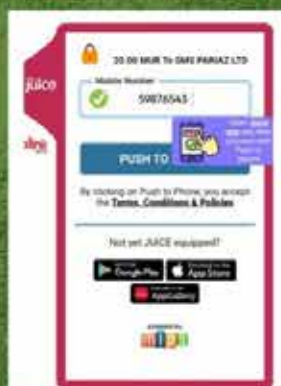 juice
20.00 MUR To SMS PARIAZ LTD
Mobile Number
59876543
PUSH TO
By clicking on Push to Phone, you accept
the Terms, Conditions & Policies
Not yet JUICE equipped?
Google Play
App Store
AppGallery
mips